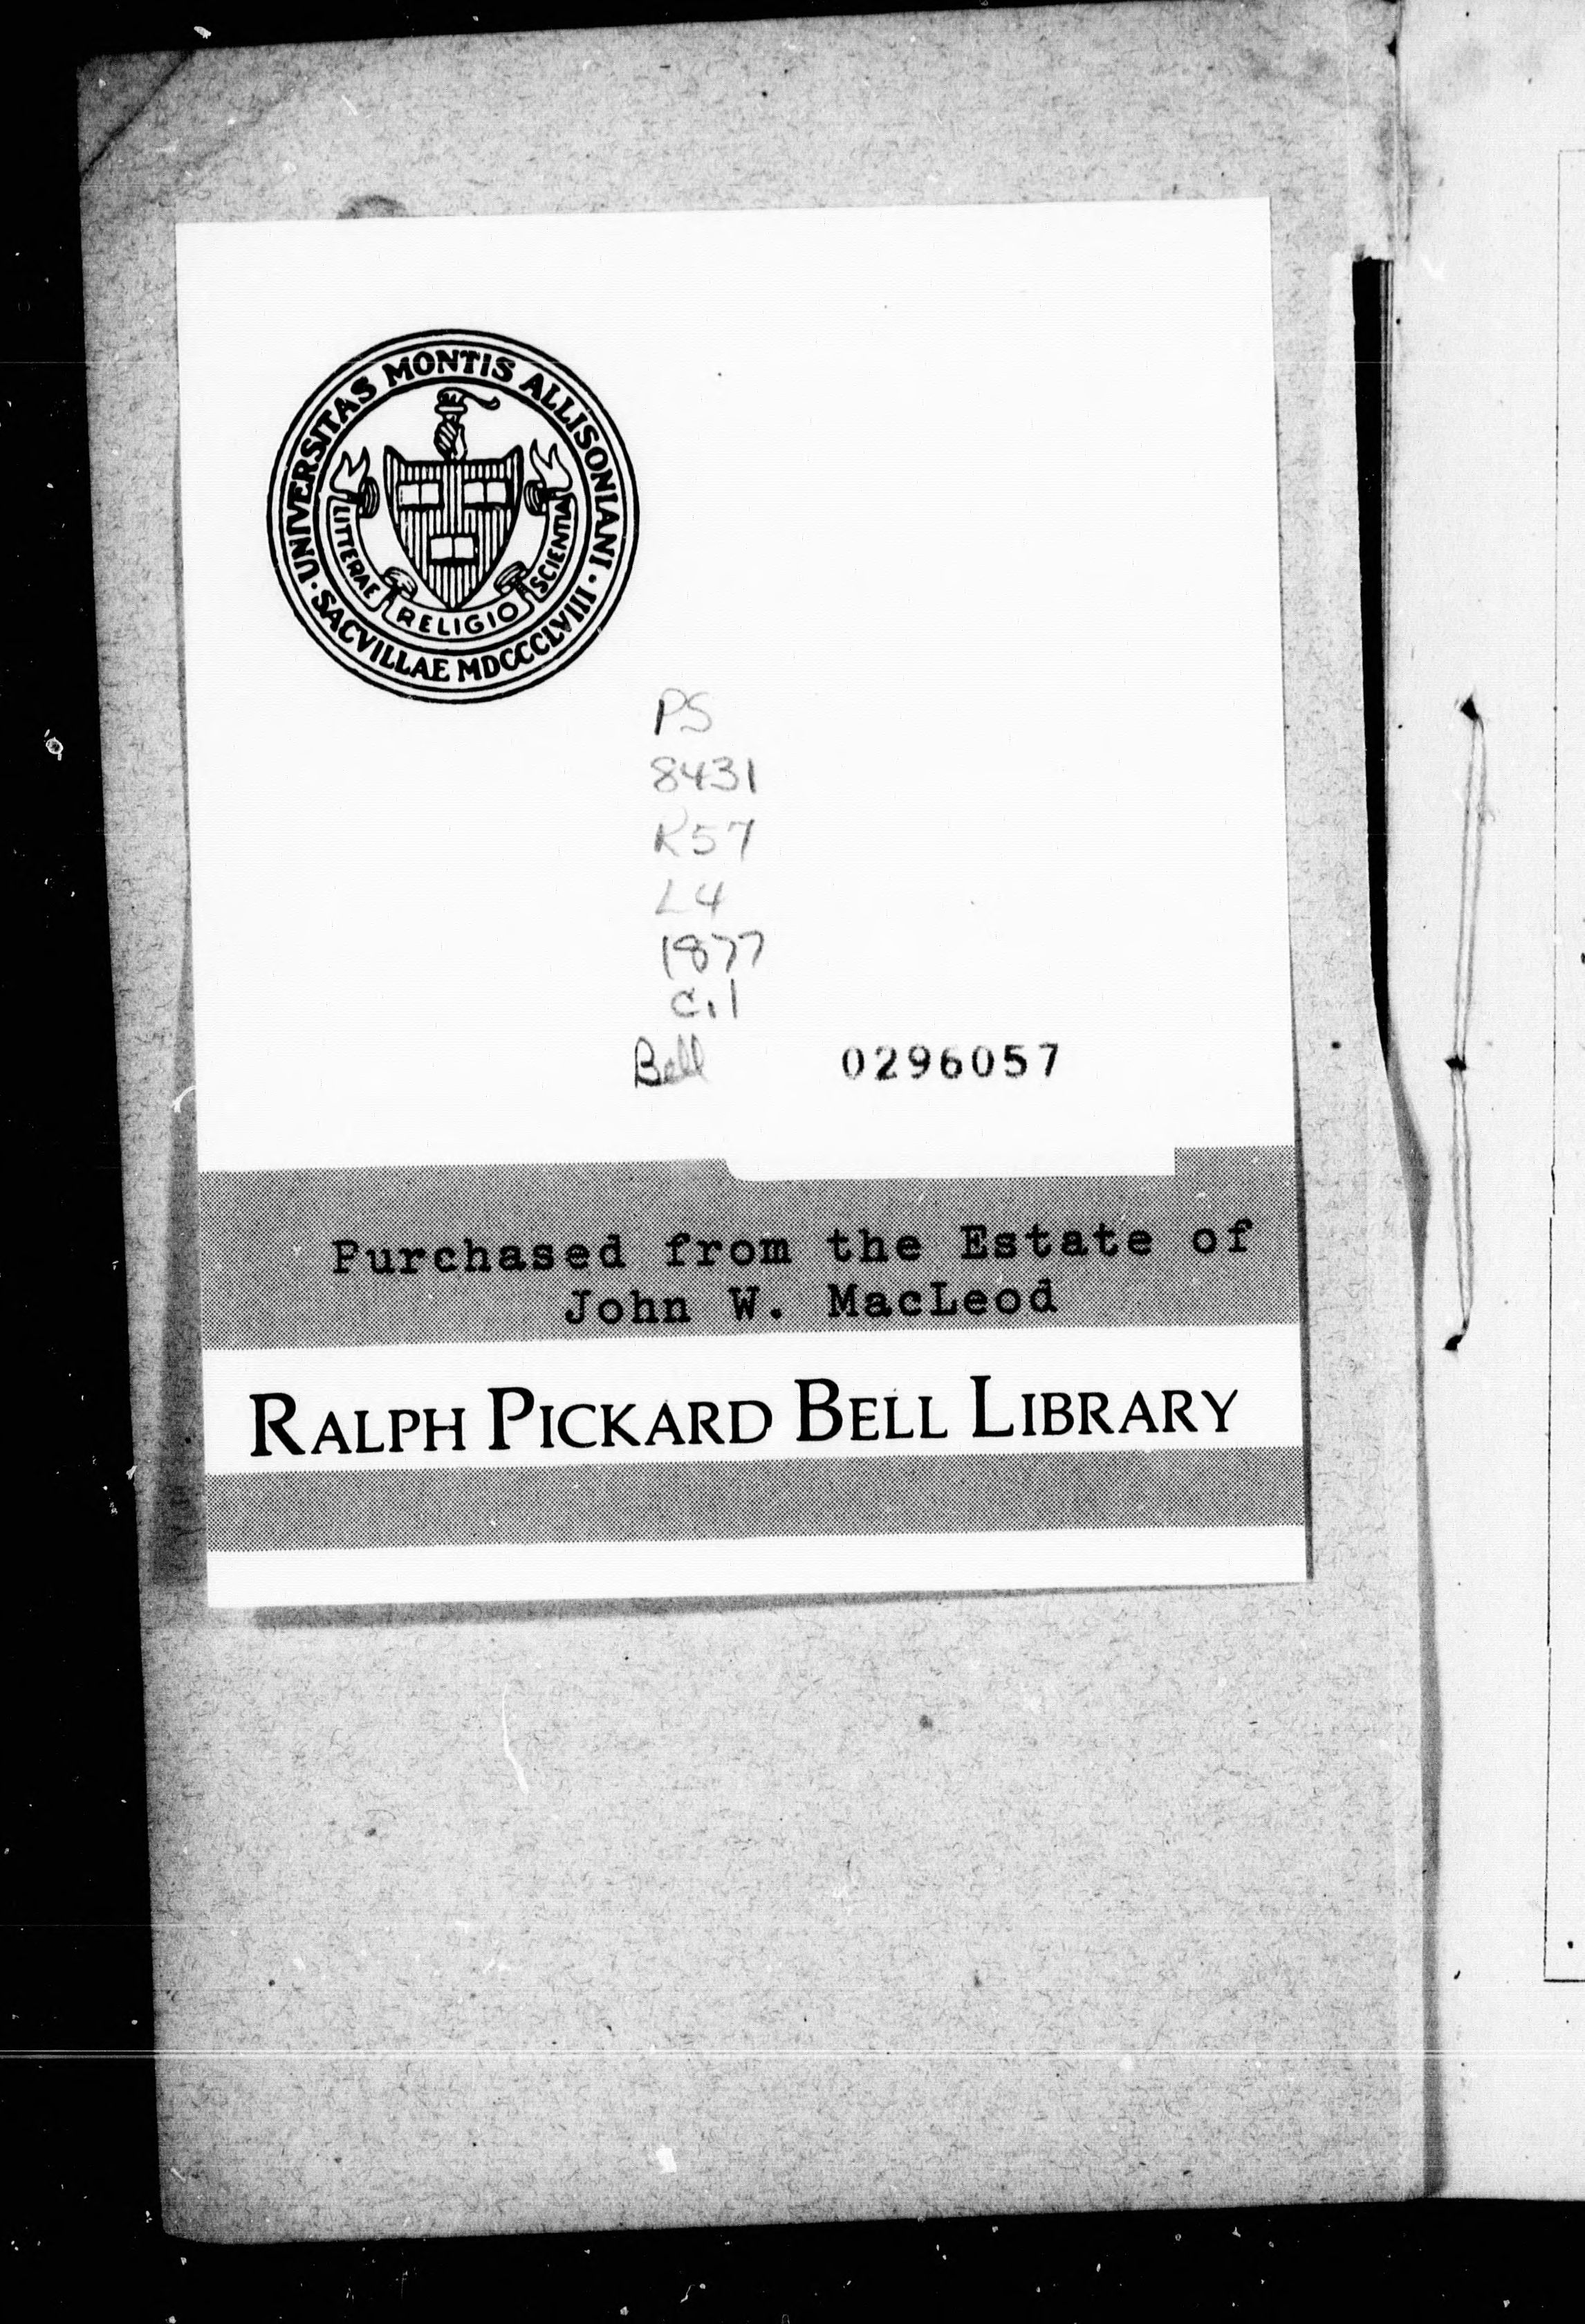 UNIVERSITAS MONTIS ALLISONIANI · SACVILLAE MDCCCLVIII ·
LITTERAE RELIGIO SCIENTIA
PS
8431
R57
L4
1877
C.1
Bell 0296057
Purchased from the Estate of
John W. MacLeod
RALPH PICKARD BELL LIBRARY